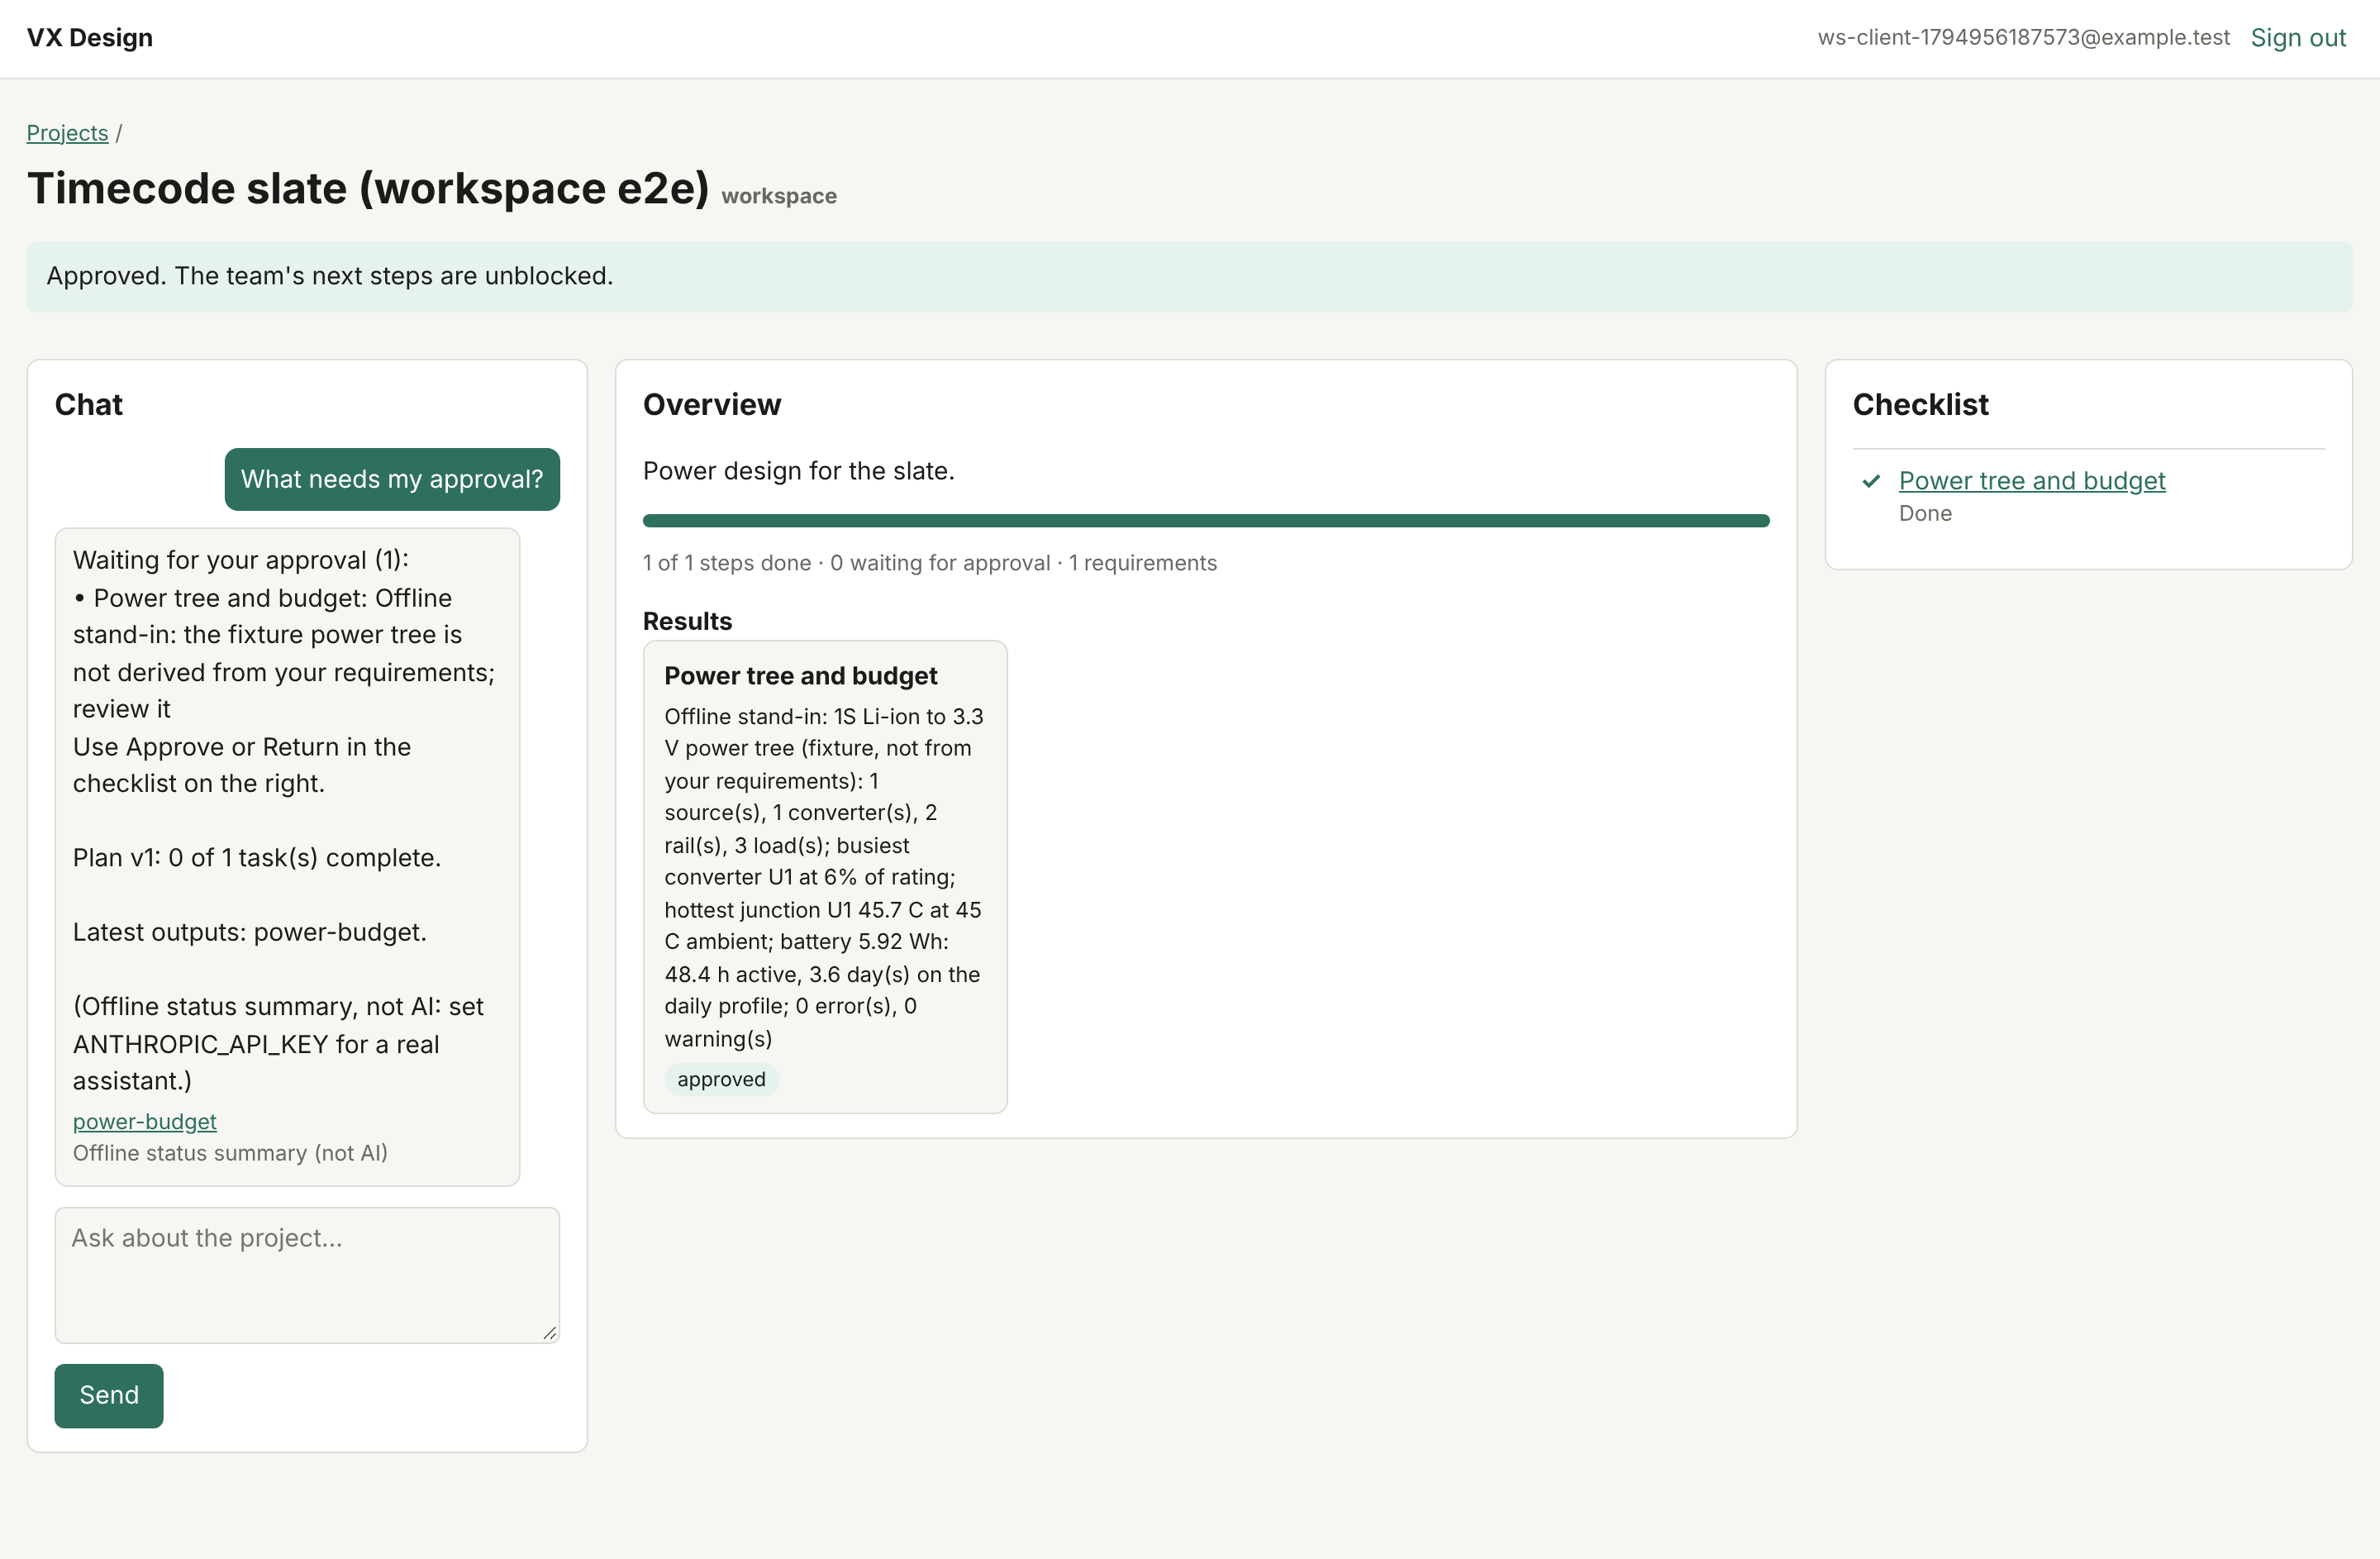 VX Design
ws-client-1794956187573@example.test Sign out
Projects /
Timecode slate (workspace e2e) workspace
Approved. The team's next steps are unblocked.
Chat
What needs my approval?
Waiting for your approval (1):
• Power tree and budget: Offline
stand-in: the fixture power tree is
not derived from your requirements;
review it
Use Approve or Return in the
checklist on the right.
Plan v1: 0 of 1 task(s) complete.
Latest outputs: power-budget.
(Offline status summary, not AI: set
ANTHROPIC_API_KEY for a real
assistant.)
power-budget
Offline status summary (not AI)
Ask about the project...
Send
Overview
Power design for the slate.
1 of 1 steps done · 0 waiting for approval · 1 requirements
Results
Power tree and budget
Offline stand-in: 1S Li-ion to 3.3
V power tree (fixture, not from
your requirements): 1
source(s), 1 converter(s), 2
rail(s), 3 load(s); busiest
converter U1 at 6% of rating;
hottest junction U1 45.7 C at 45
C ambient; battery 5.92 Wh:
48.4 h active, 3.6 day(s) on the
daily profile; 0 error(s), 0
warning(s)
approved
Checklist
Power tree and budget
Done